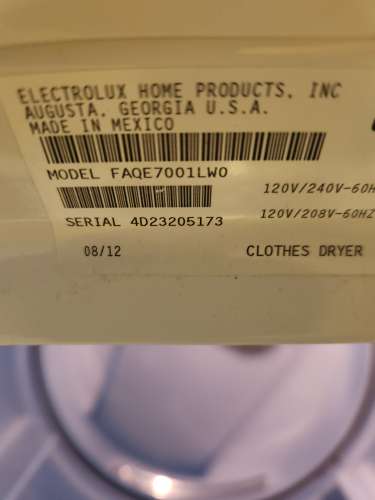 ELECTROLUX HOME PRODUCTS, INC
AUGUSTA, GEORGIA U.S.A.
MADE IN MEXICO
MODEL FAQE7001LW0
120V/240V-60H
SERIAL 4D23205173
120V/208V-60HZ
08/12
CLOTHES DRYER